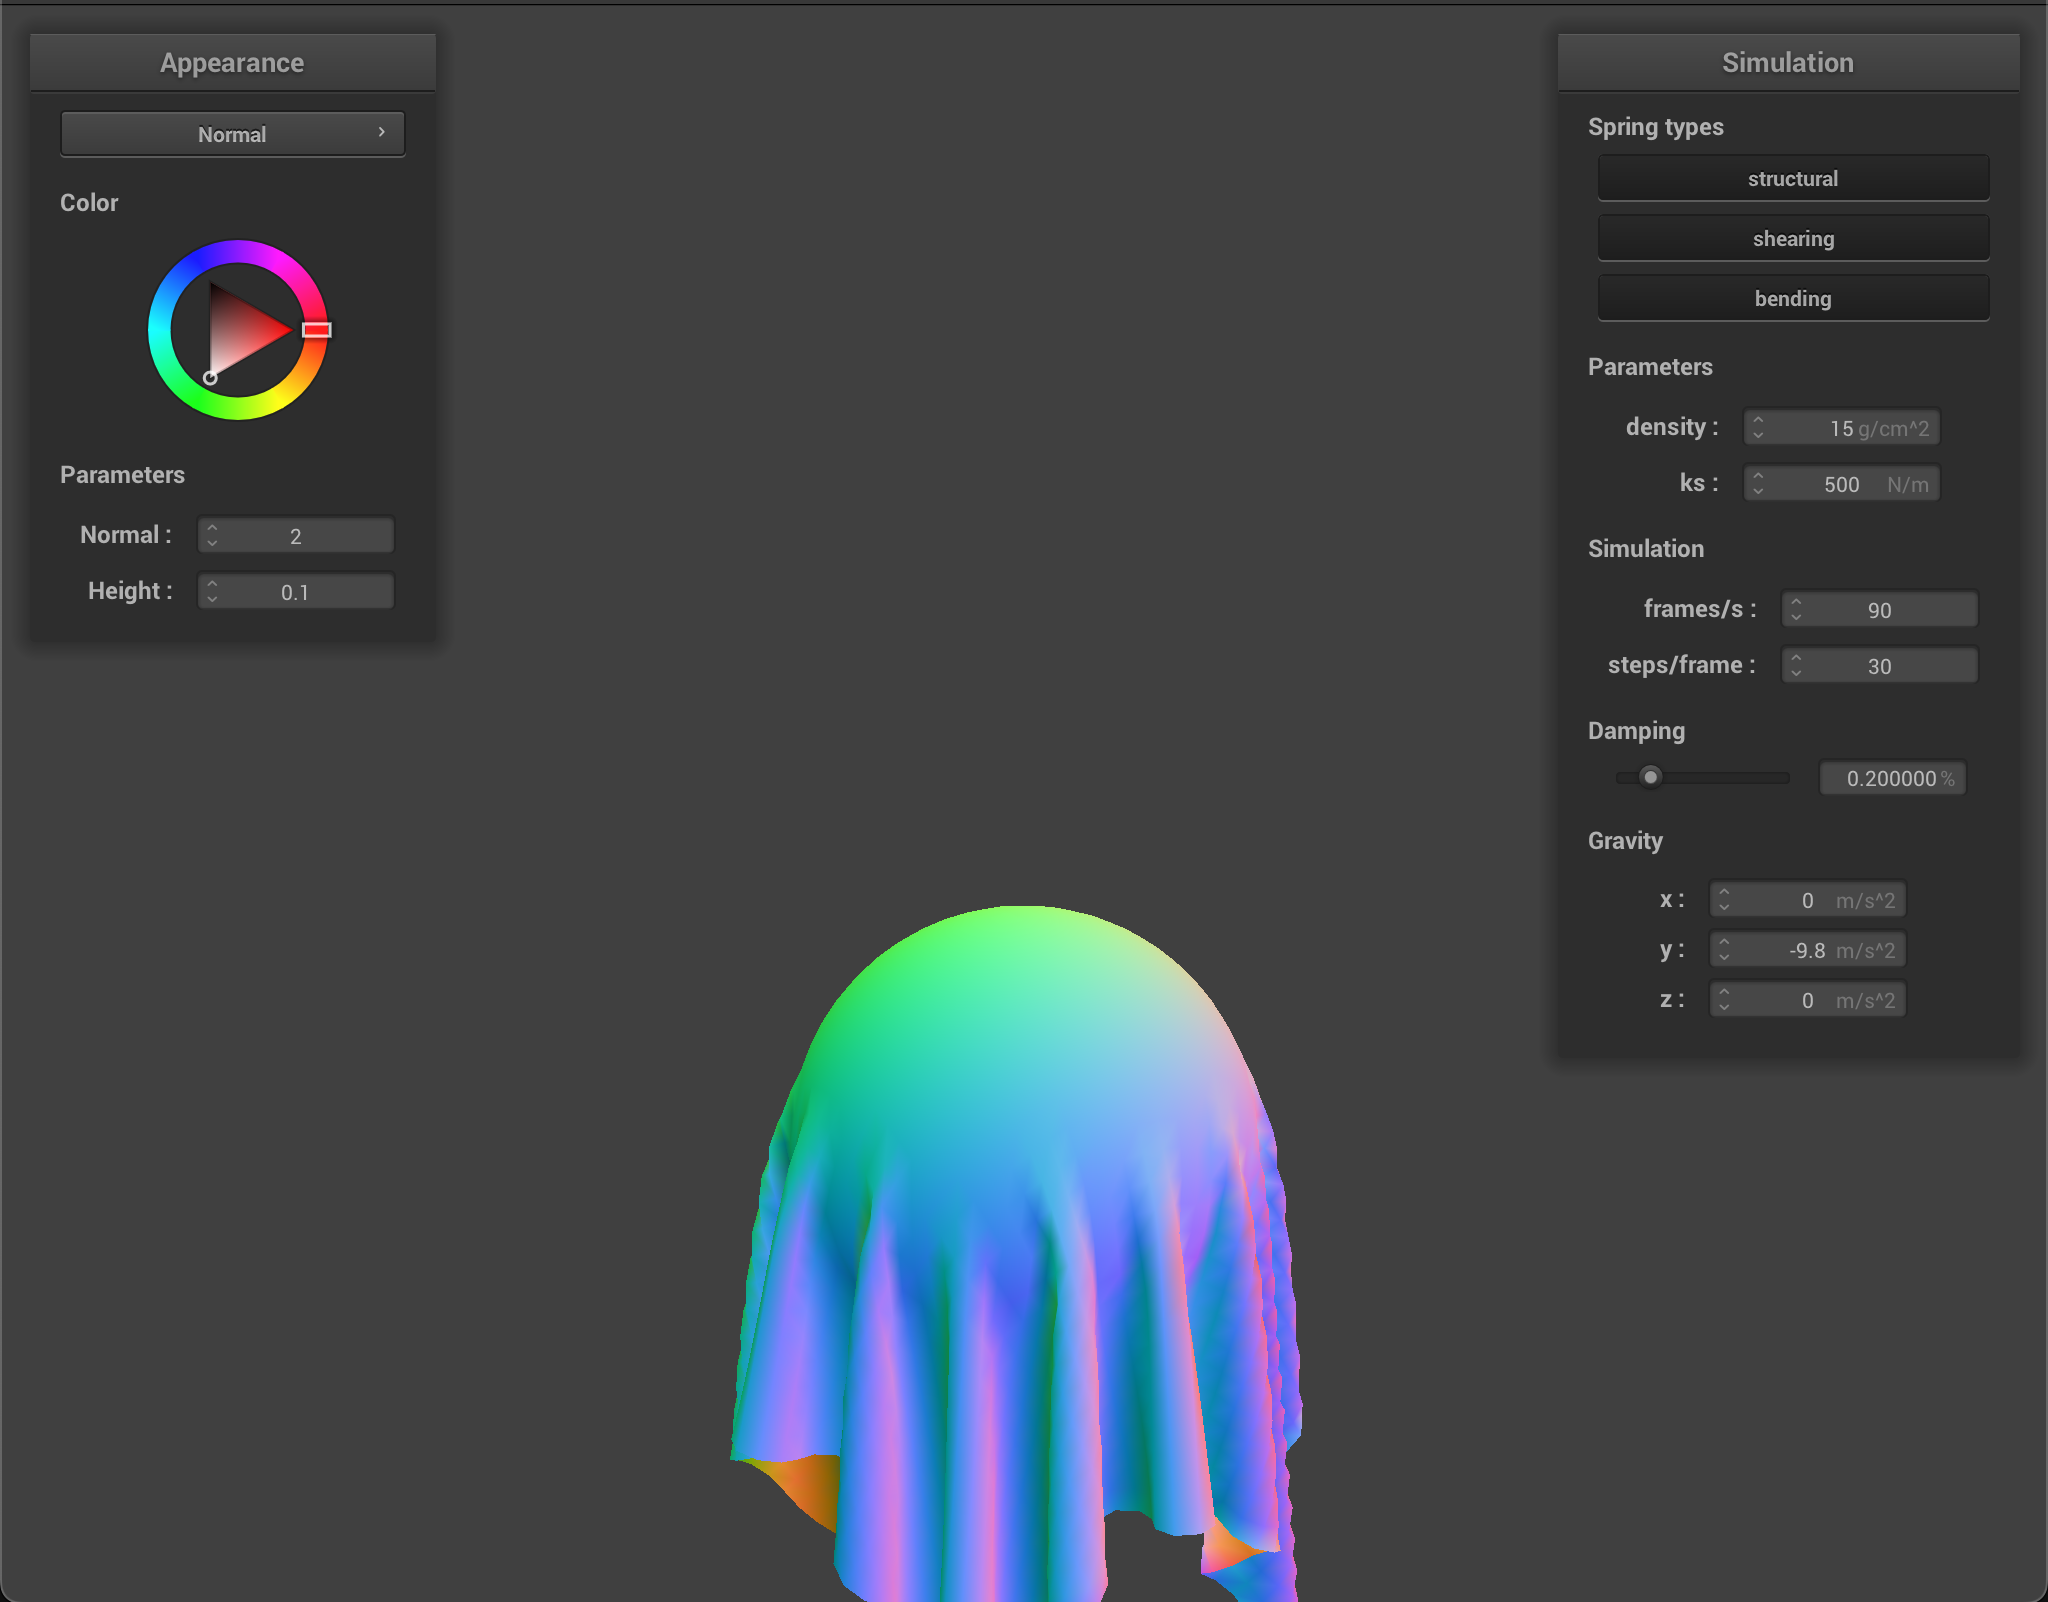 Appearance
Normal
Color
Parameters
Normal : 2
Height : 0.1
Simulation
Spring types
structural
shearing
bending
Parameters
density : 15 g/cm^2
ks : 500 N/m
Simulation
frames/s : 90
steps/frame : 30
Damping
0.200000 %
Gravity
x : 0 m/s^2
y : -9.8 m/s^2
z : 0 m/s^2